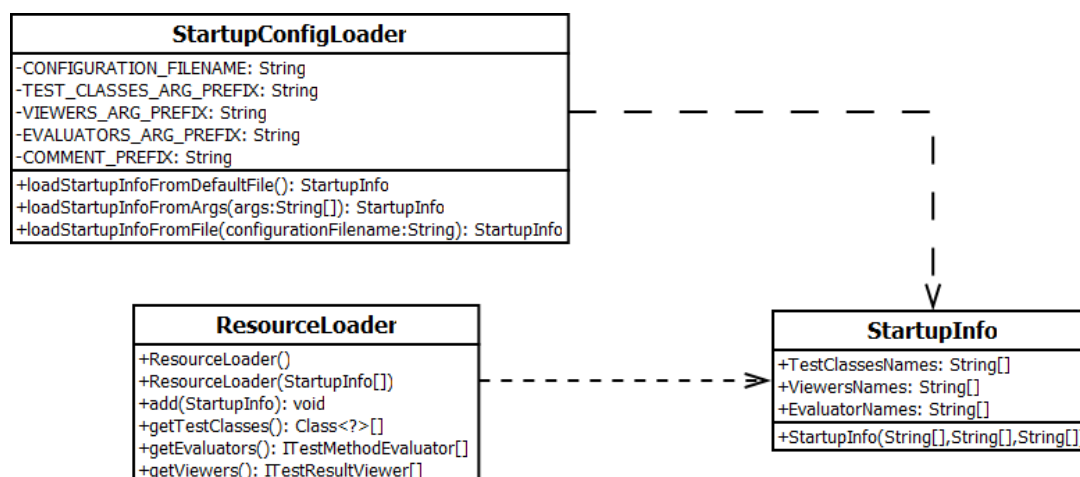 StartupConfigLoader
-CONFIGURATION_FILENAME: String
-TEST_CLASSES_ARG_PREFIX: String
-VIEWERS_ARG_PREFIX: String
-EVALUATORS_ARG_PREFIX: String
-COMMENT_PREFIX: String
+loadStartupInfoFromDefaultFile(): StartupInfo
+loadStartupInfoFromArgs(args:String[]): StartupInfo
+loadStartupInfoFromFile(configurationFilename:String): StartupInfo
ResourceLoader
+ResourceLoader()
+ResourceLoader(StartupInfo[])
+add(StartupInfo): void
+getTestClasses(): Class<?>[]
+getEvaluators(): ITestMethodEvaluator[]
+getViewers(): ITestResultViewer[]
StartupInfo
+TestClassesNames: String[]
+ViewersNames: String[]
+EvaluatorNames: String[]
+StartupInfo(String[],String[],String[]